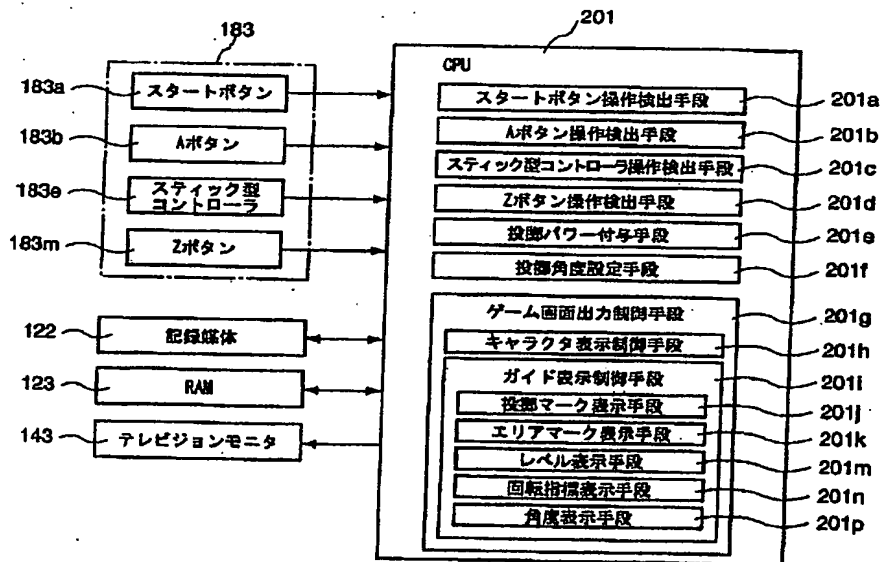 183
183a
スタートボタン
183b
Aボタン
183e
スティック型
コントローラ
183m
Zボタン
122
記録媒体
123
RAM
143
テレビジョンモニタ
201
CPU
スタートボタン操作検出手段
201a
Aボタン操作検出手段
201b
スティック型コントローラ操作検出手段
201c
Zボタン操作検出手段
201d
投擲パワー付与手段
201e
投擲角度設定手段
201f
ゲーム画面出力制御手段
201g
キャラクタ表示制御手段
201h
ガイド表示制御手段
201i
投擲マーク表示手段
201j
エリアマーク表示手段
201k
レベル表示手段
201m
回転指標表示手段
201n
角度表示手段
201p